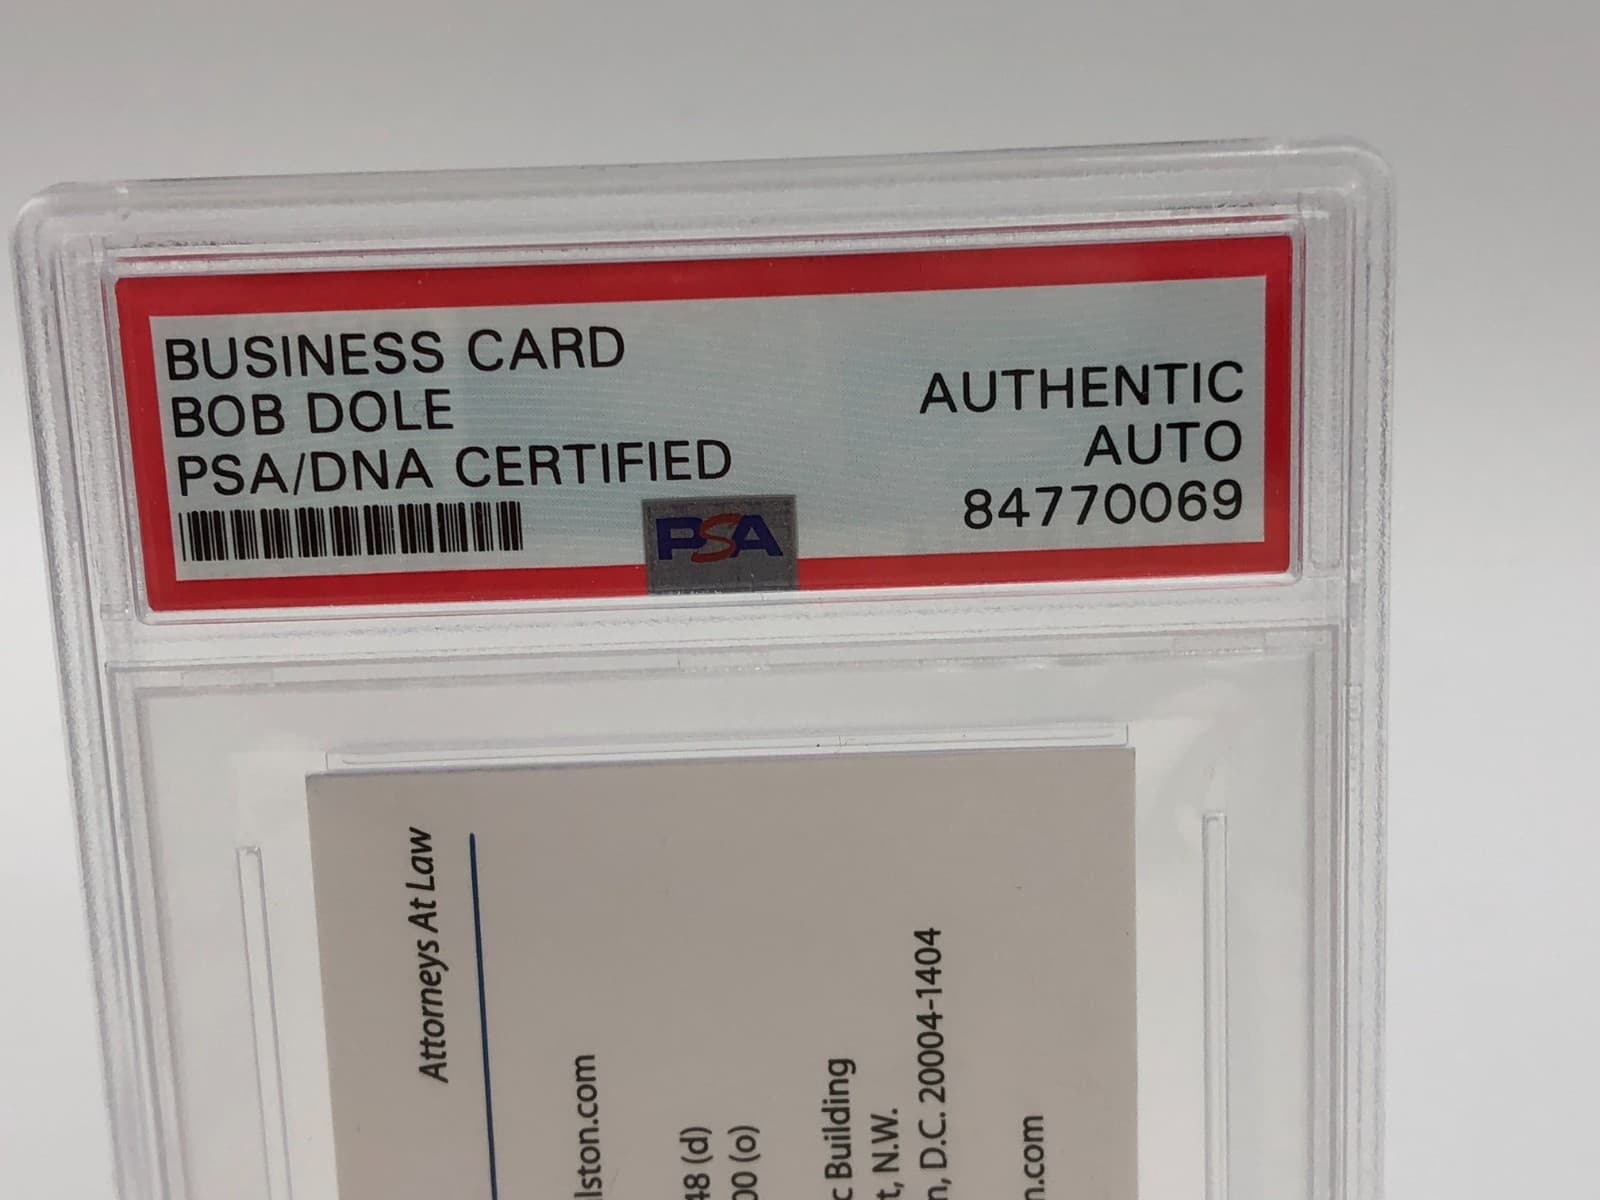 BUSINESS CARD
BOB DOLE
PSA/DNA CERTIFIED
AUTHENTIC
AUTO
84770069
PSA
Attorneys At Law
lston.com
48 (d)
00 (o)
c Building
t, N.W.
n, D.C. 20004-1404
n.com